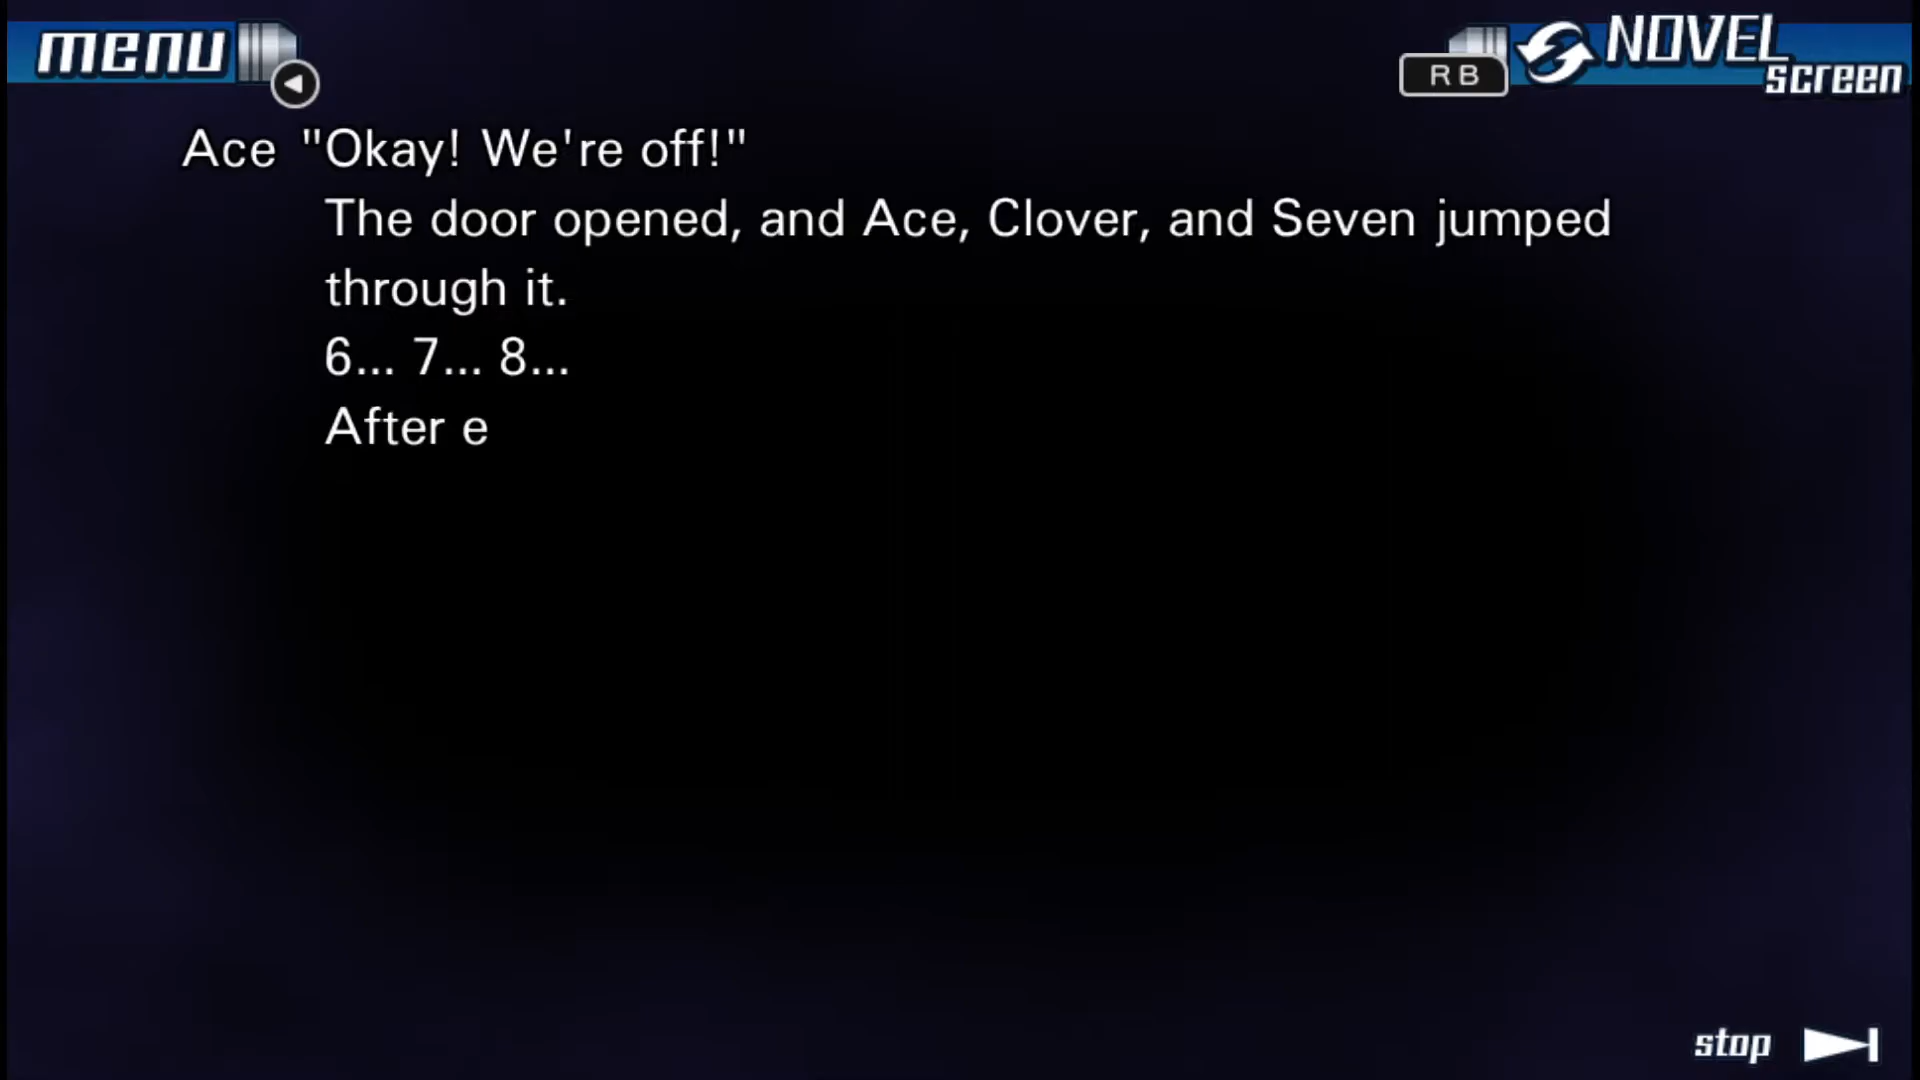 menu
RB NOVEL screen
Ace "Okay! We're off!"
The door opened, and Ace, Clover, and Seven jumped
through it.
6... 7... 8...
After e
stop